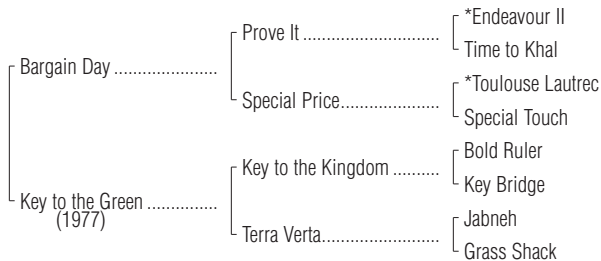 *Endeavour II
Prove It ...............................
Time to Khal
Bargain Day .......................
*Toulouse Lautrec
Special Price......................
Special Touch
Bold Ruler
Key to the Kingdom ..........
Key Bridge
Key to the Green ...............
(1977)
Jabneh
Terra Verta..........................
Grass Shack